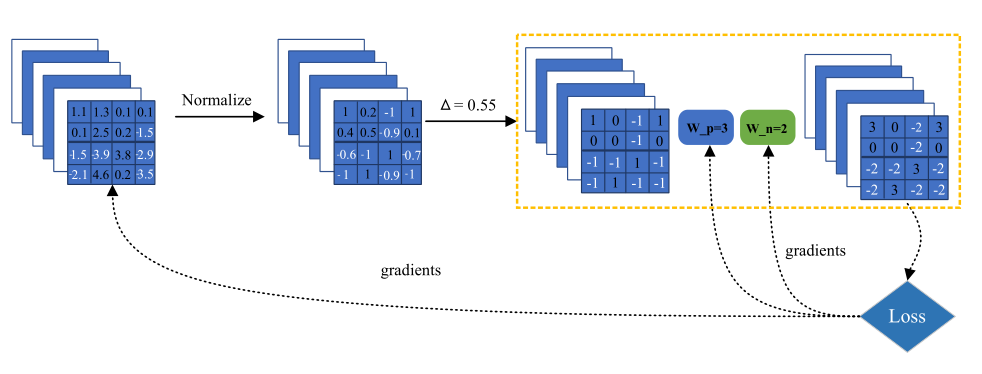 1.1 1.3 0.1 0.1
0.1 2.5 0.2 -1.5
-1.5 -3.9 3.8 -2.9
-2.1 4.6 0.2 -3.5
Normalize
1 0.2 -1 1
0.4 0.5 -0.9 0.1
-0.6 -1 1 -0.7
-1 1 -0.9 -1
Δ = 0.55
1 0 -1 1
0 0 -1 0
-1 -1 1 -1
-1 1 -1 -1
W_p=3
W_n=2
3 0 -2 3
0 0 -2 0
-2 -2 3 -2
-2 3 -2 -2
gradients
gradients
Loss